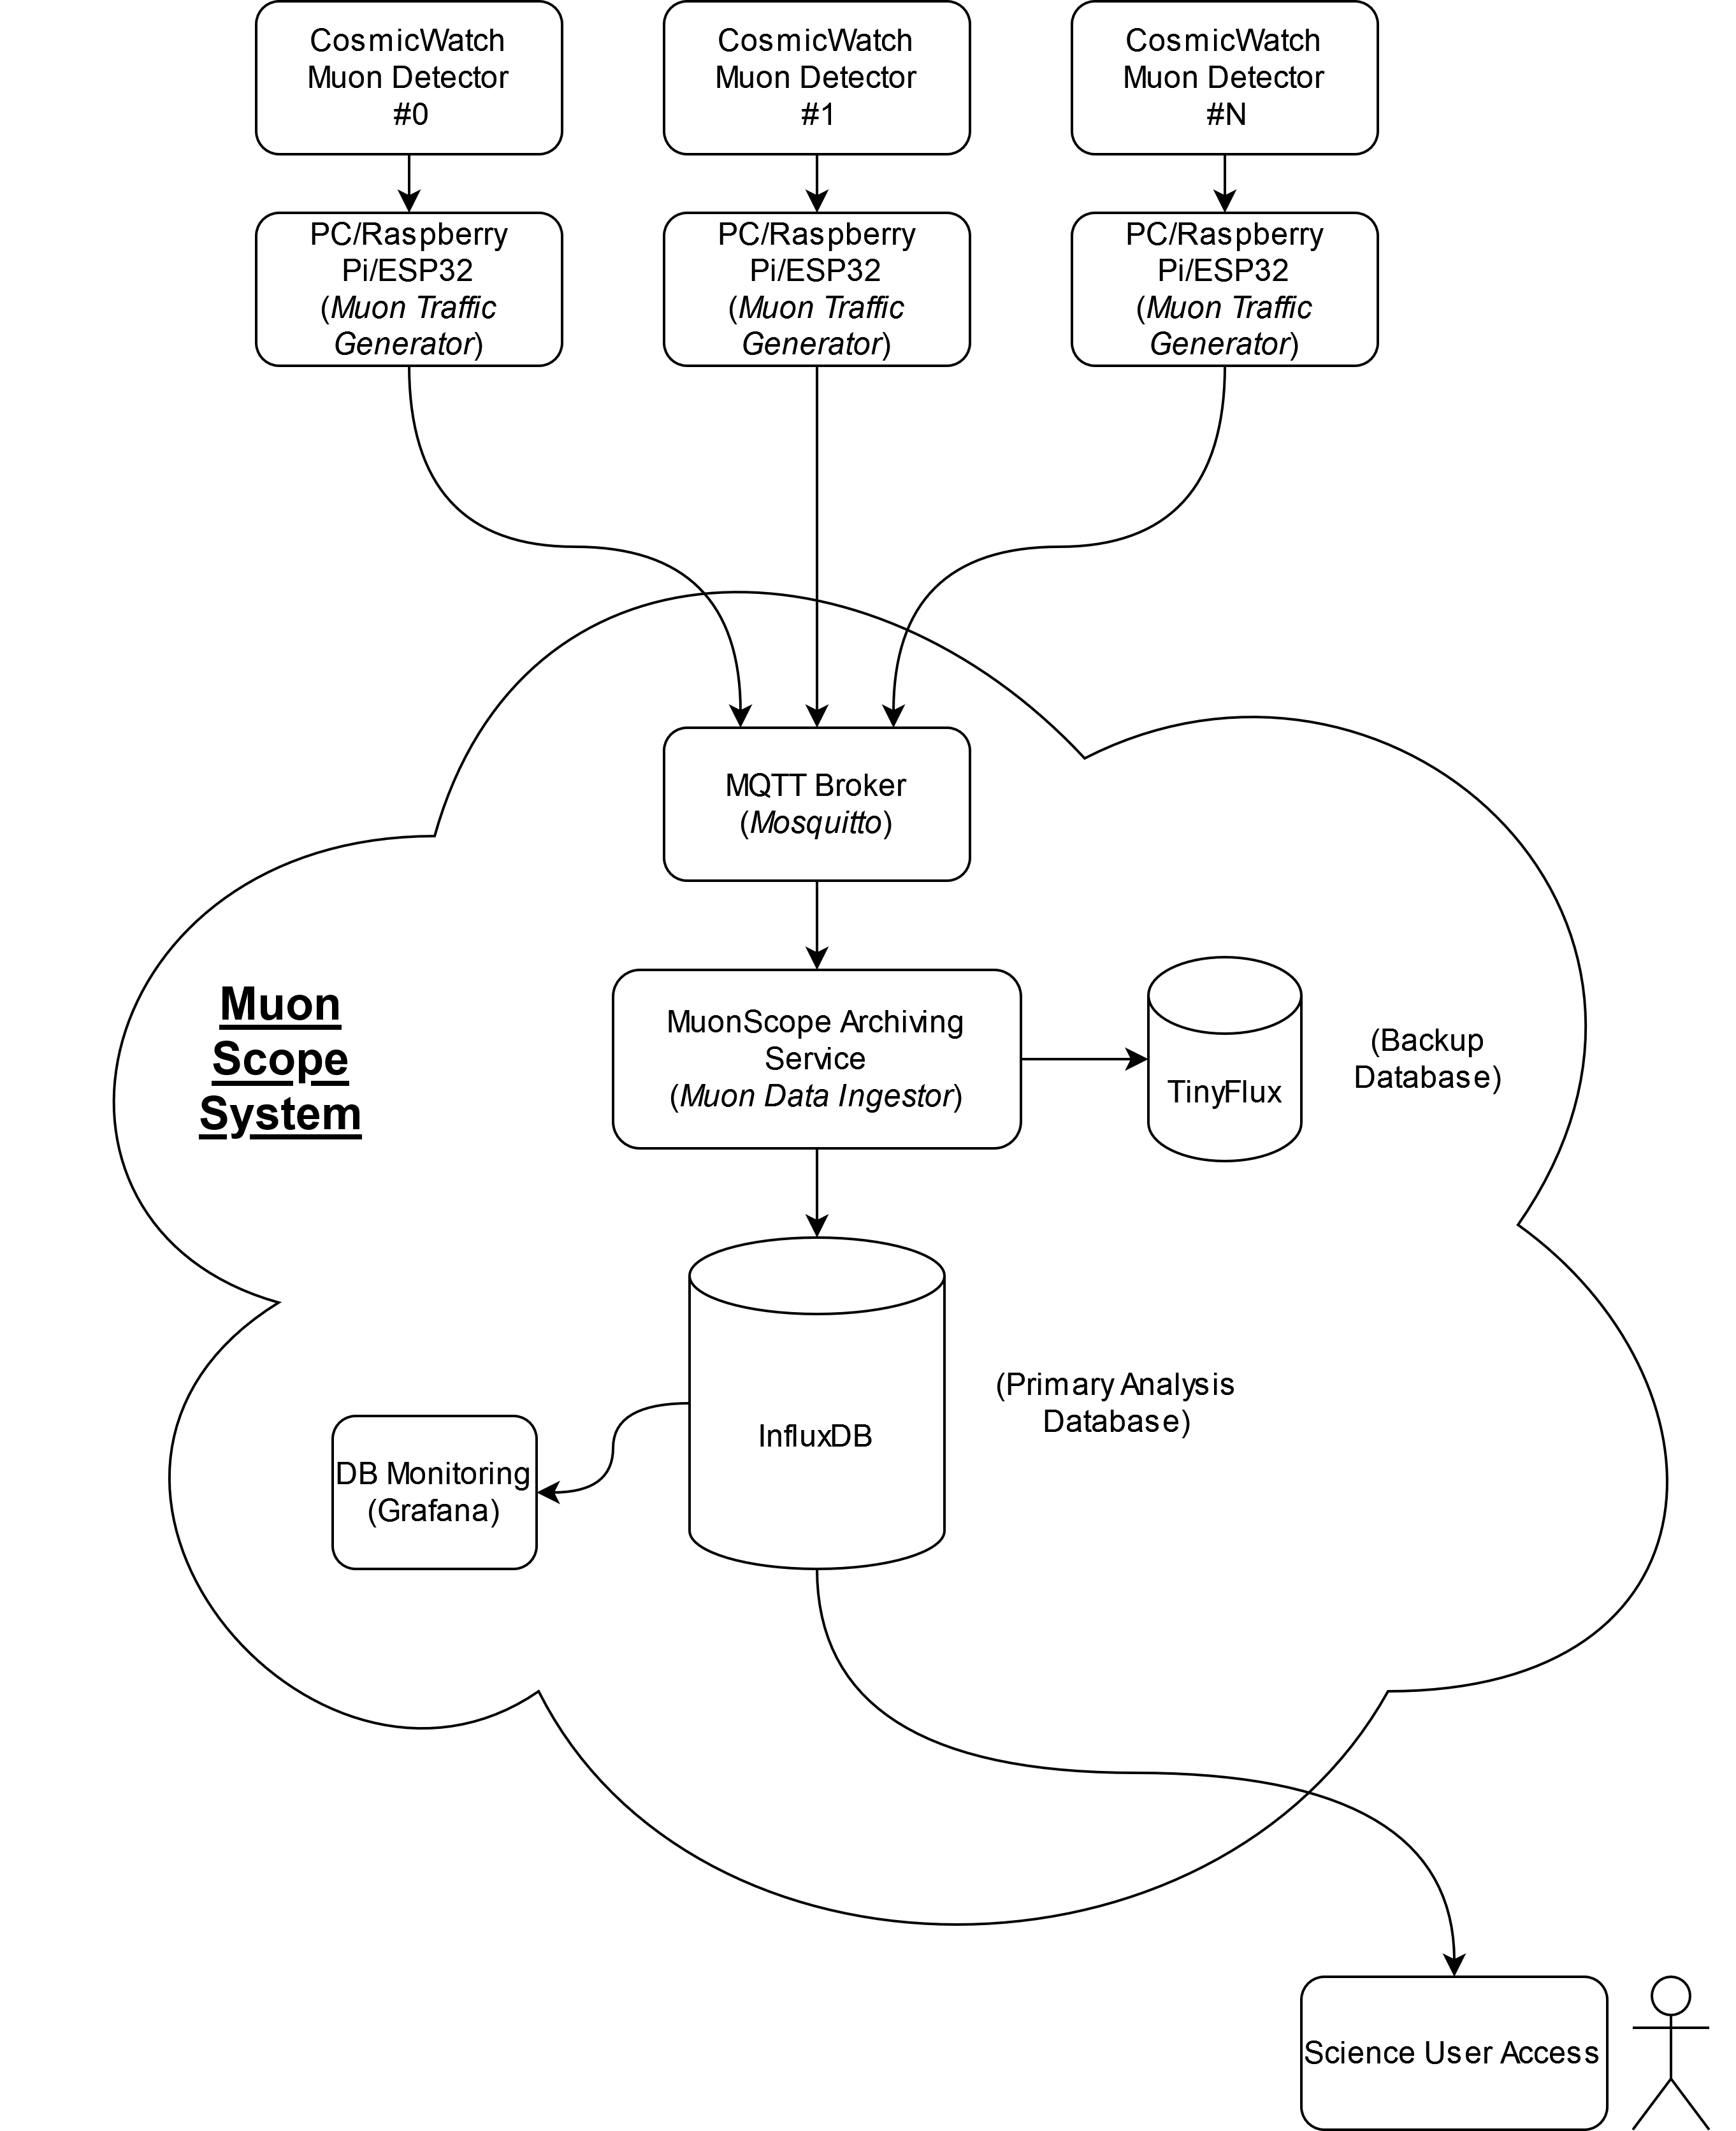 CosmicWatch
Muon Detector
#0
CosmicWatch
Muon Detector
#1
CosmicWatch
Muon Detector
#N
PC/Raspberry
Pi/ESP32
(Muon Traffic
Generator)
PC/Raspberry
Pi/ESP32
(Muon Traffic
Generator)
PC/Raspberry
Pi/ESP32
(Muon Traffic
Generator)
MQTT Broker
(Mosquitto)
Muon
Scope
System
MuonScope Archiving
Service
(Muon Data Ingestor)
TinyFlux
(Backup
Database)
InfluxDB
(Primary Analysis
Database)
DB Monitoring
(Grafana)
Science User Access